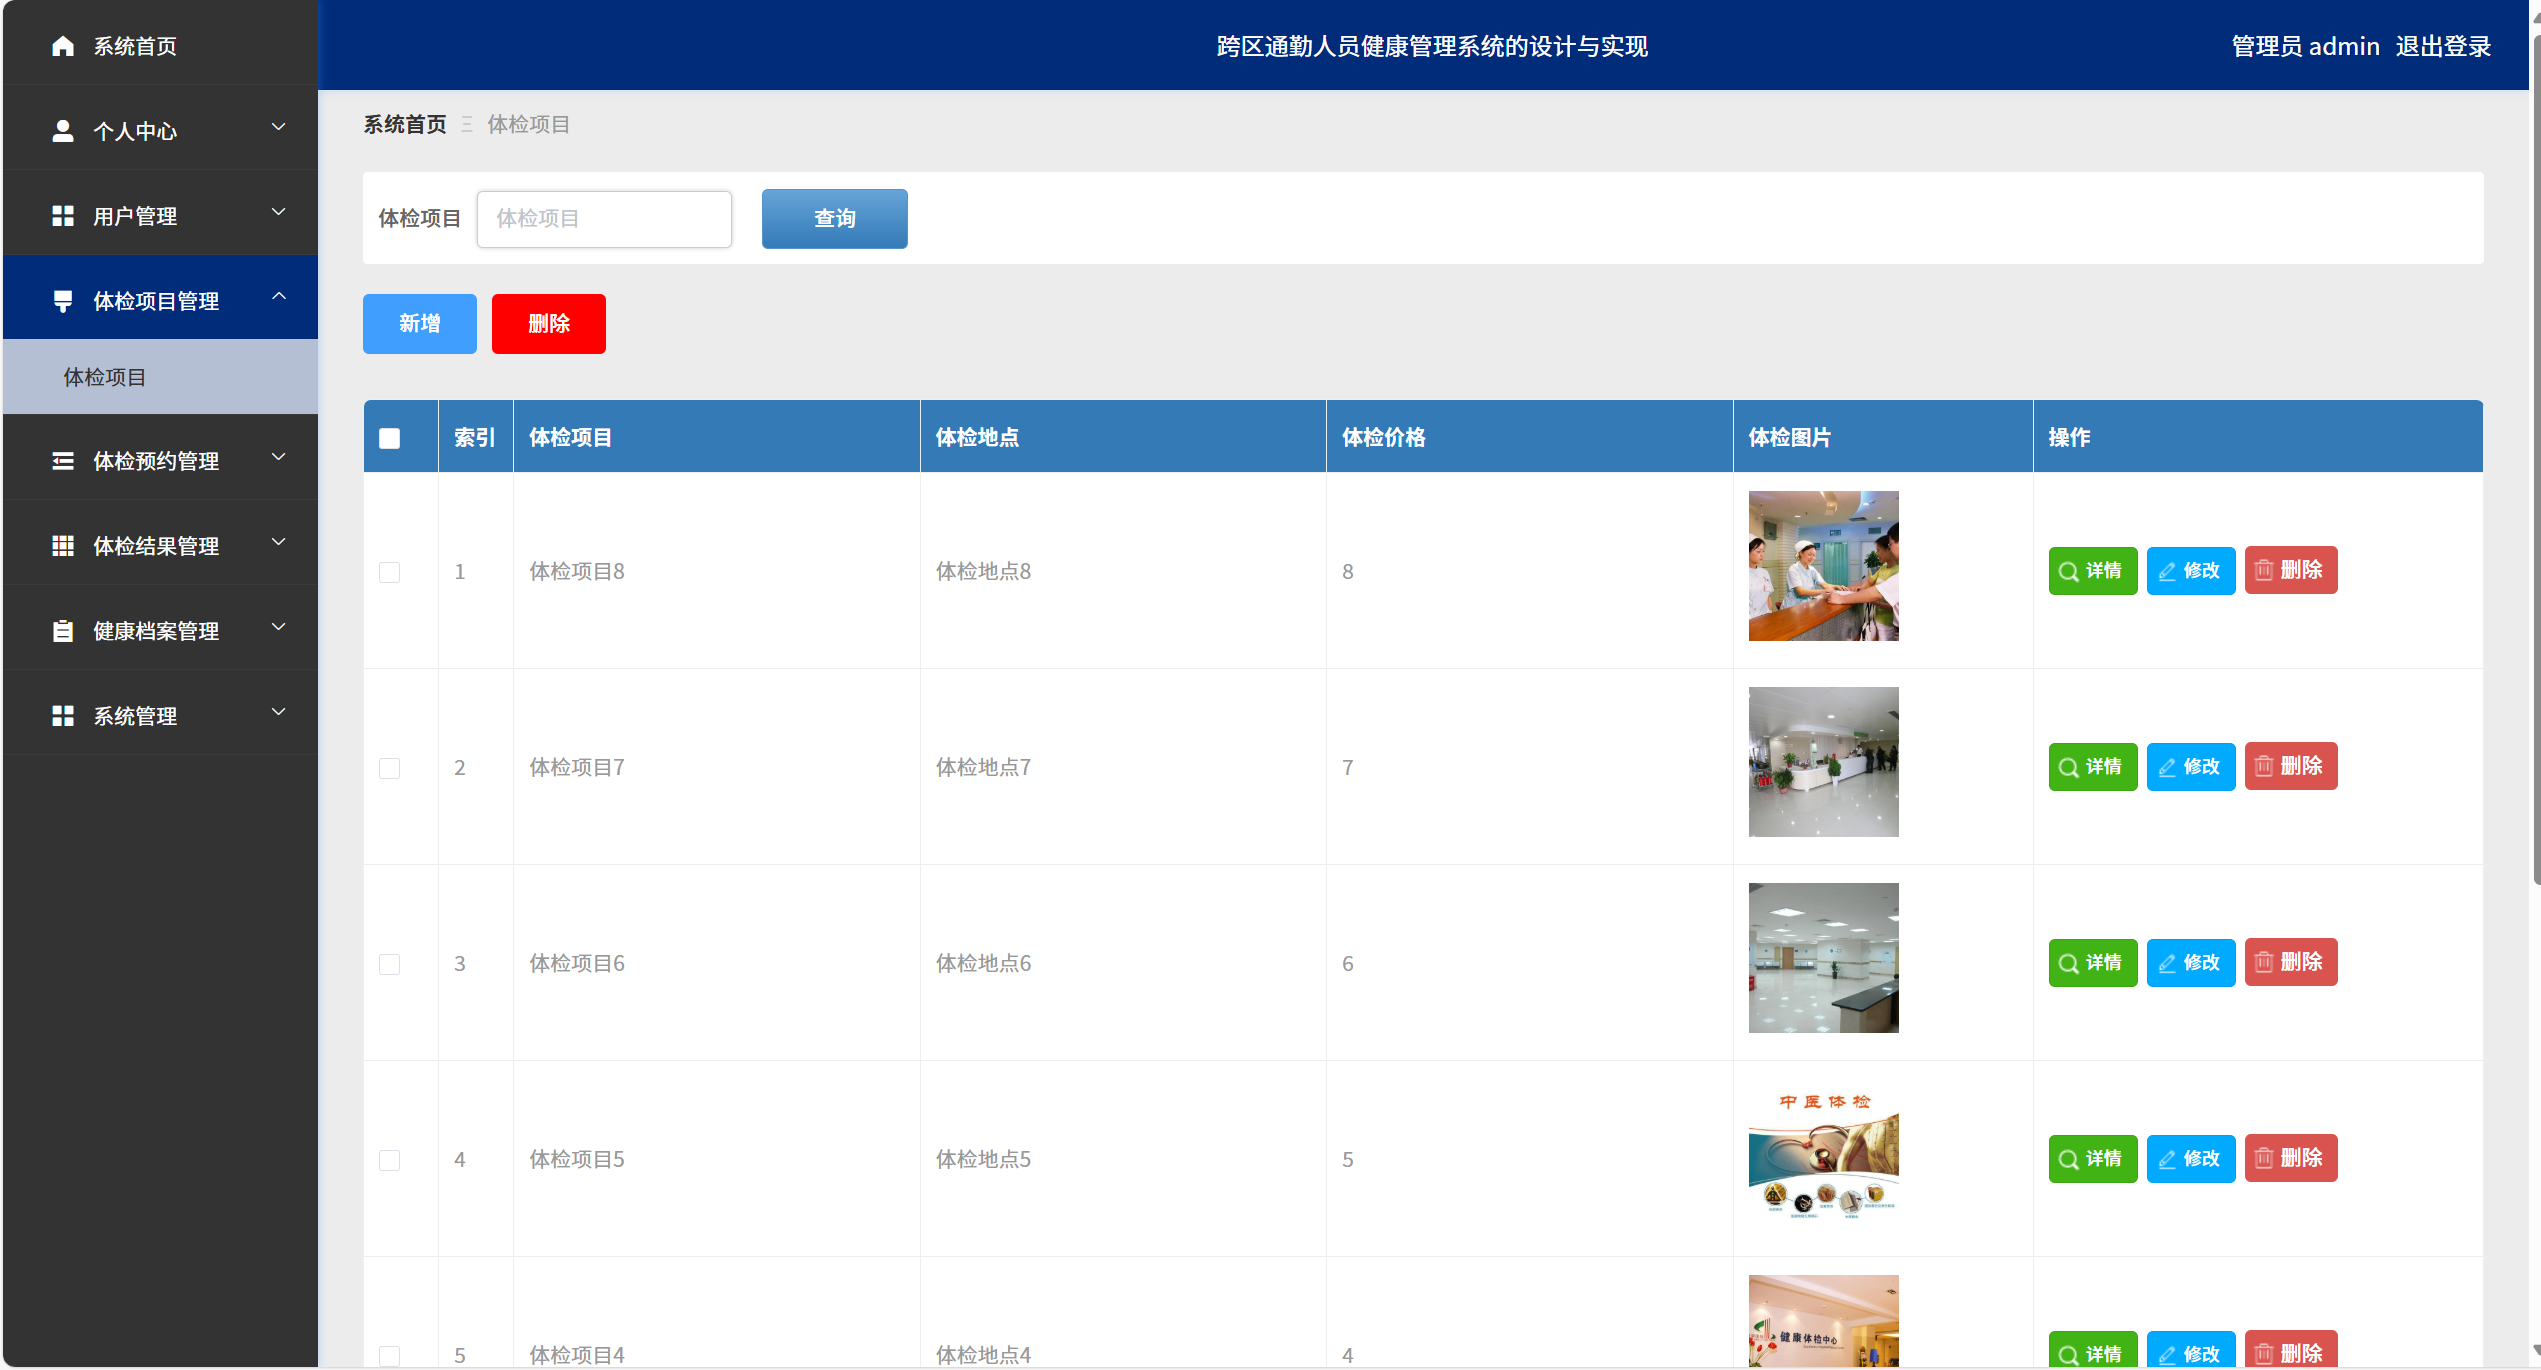 系统首页
个人中心
用户管理
体检项目管理
体检项目
体检预约管理
体检结果管理
健康档案管理
系统管理
跨区通勤人员健康管理系统的设计与实现
管理员 admin 退出登录
系统首页 体检项目
体检项目 体检项目 查询
新增 删除
索引 体检项目 体检地点 体检价格 体检图片 操作
1 体检项目8 体检地点8 8 详情 修改 删除
2 体检项目7 体检地点7 7 详情 修改 删除
3 体检项目6 体检地点6 6 详情 修改 删除
中医体检
4 体检项目5 体检地点5 5 详情 修改 删除
健康体检中心
5 体检项目4 体检地点4 4 详情 修改 删除